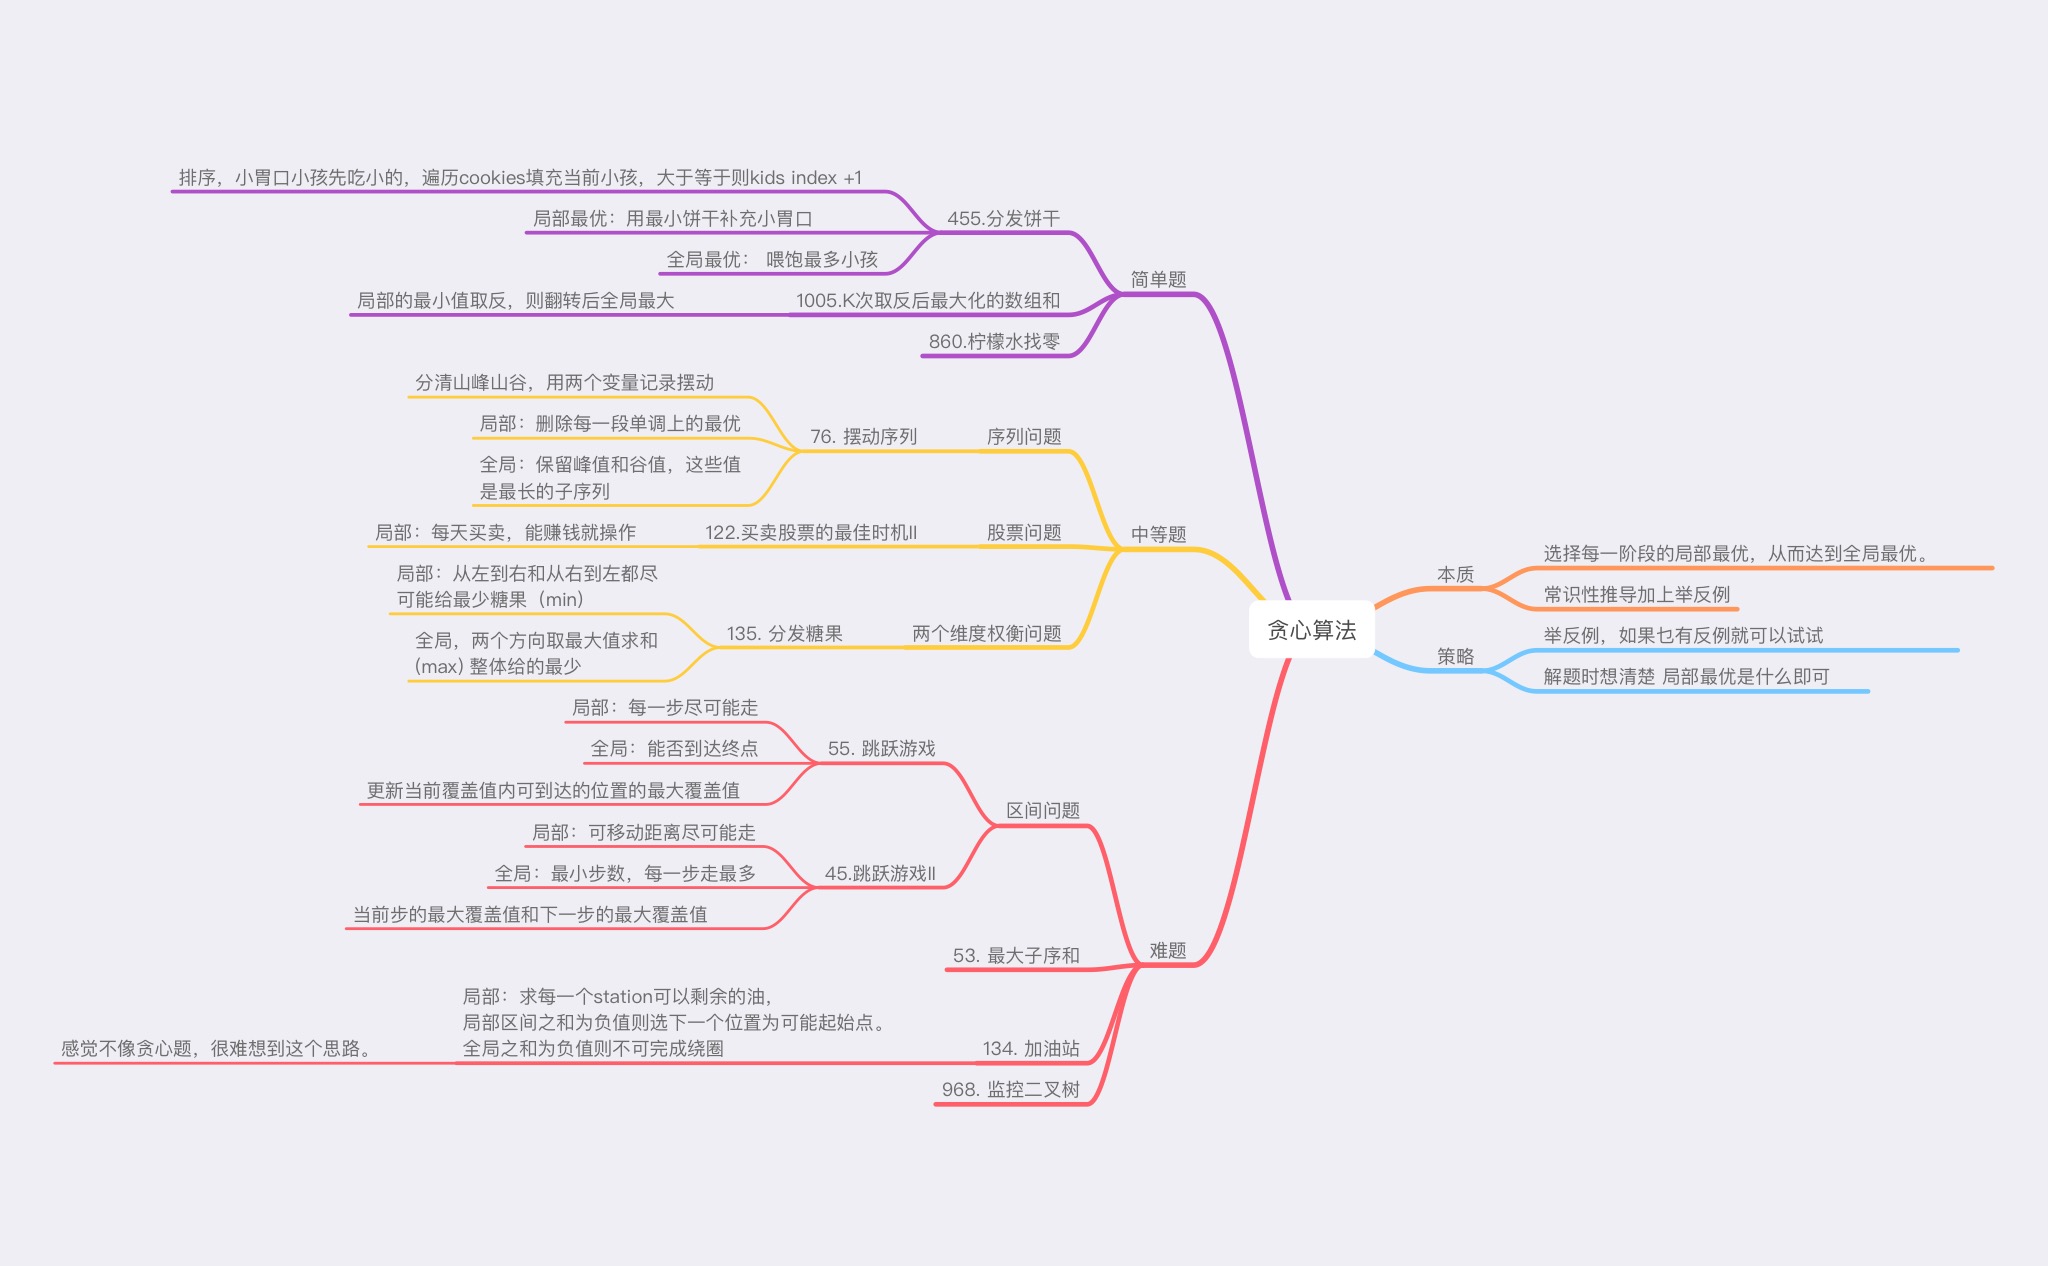 贪心算法
本质
选择每一阶段的局部最优，从而达到全局最优。
常识性推导加上举反例
策略
举反例，如果乜有反例就可以试试
解题时想清楚 局部最优是什么即可
简单题
455.分发饼干
排序，小胃口小孩先吃小的，遍历cookies填充当前小孩，大于等于则kids index +1
局部最优：用最小饼干补充小胃口
全局最优： 喂饱最多小孩
1005.K次取反后最大化的数组和
局部的最小值取反，则翻转后全局最大
860.柠檬水找零
中等题
序列问题
76. 摆动序列
分清山峰山谷，用两个变量记录摆动
局部：删除每一段单调上的最优
全局：保留峰值和谷值，这些值
是最长的子序列
股票问题
122.买卖股票的最佳时机II
局部：每天买卖，能赚钱就操作
两个维度权衡问题
135. 分发糖果
局部：从左到右和从右到左都尽
可能给最少糖果（min）
全局，两个方向取最大值求和
(max) 整体给的最少
难题
区间问题
55. 跳跃游戏
局部：每一步尽可能走
全局：能否到达终点
更新当前覆盖值内可到达的位置的最大覆盖值
45.跳跃游戏II
局部：可移动距离尽可能走
全局：最小步数，每一步走最多
当前步的最大覆盖值和下一步的最大覆盖值
53. 最大子序和
134. 加油站
局部：求每一个station可以剩余的油，
局部区间之和为负值则选下一个位置为可能起始点。
全局之和为负值则不可完成绕圈
感觉不像贪心题，很难想到这个思路。
968. 监控二叉树